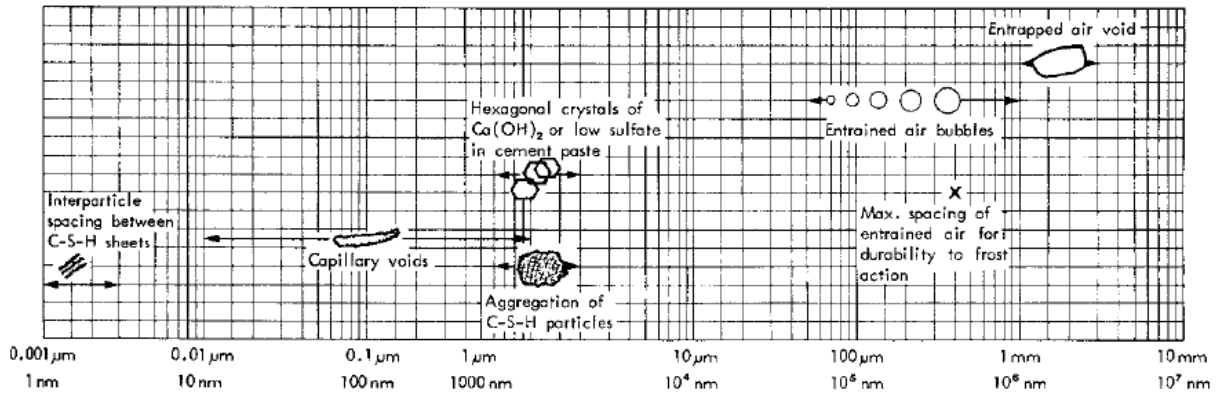 Entrapped air void
Hexagonal crystals of
Ca(OH)₂ or low sulfate
in cement paste
Entrained air bubbles
Interparticle
spacing between
C-S-H sheets
X
Max. spacing of
entrained air for
durability to frost
action
Capillary voids
Aggregation of
C-S-H particles
0.001 μm 0.01 μm 0.1 μm 1 μm 10 μm 100 μm 1 mm 10 mm
1 nm 10 nm 100 nm 1000 nm 10⁴ nm 10⁵ nm 10⁶ nm 10⁷ nm